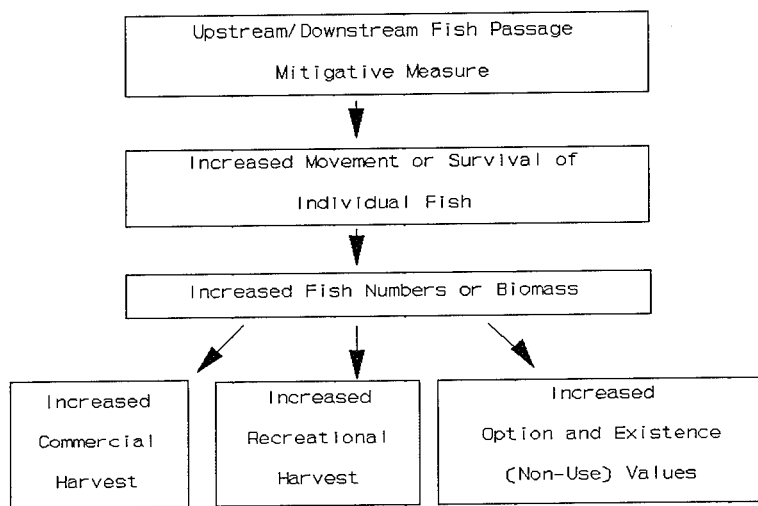 Upstream/Downstream Fish Passage
Mitigative Measure
Increased Movement or Survival of
Individual Fish
Increased Fish Numbers or Biomass
Increased
Commercial
Harvest
Increased
Recreational
Harvest
Increased
Option and Existence
(Non-Use) Values